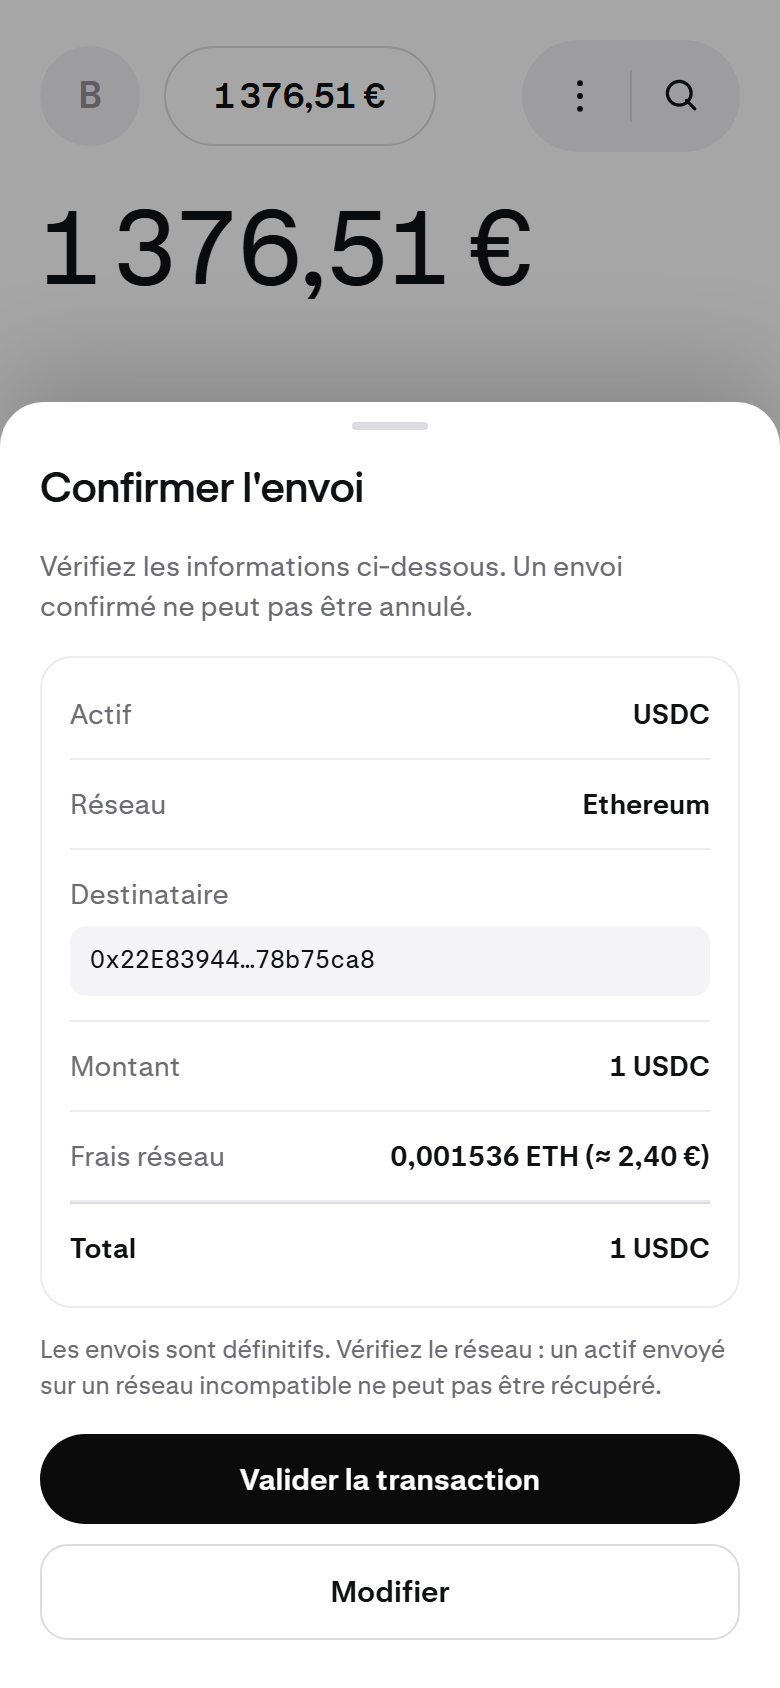 B
1 376,51 €
1 376,51 €
Confirmer l'envoi
Vérifiez les informations ci-dessous. Un envoi
confirmé ne peut pas être annulé.
Actif USDC
Réseau Ethereum
Destinataire
0x22E83944…78b75ca8
Montant 1 USDC
Frais réseau 0,001536 ETH (≈ 2,40 €)
Total 1 USDC
Les envois sont définitifs. Vérifiez le réseau : un actif envoyé
sur un réseau incompatible ne peut pas être récupéré.
Valider la transaction
Modifier